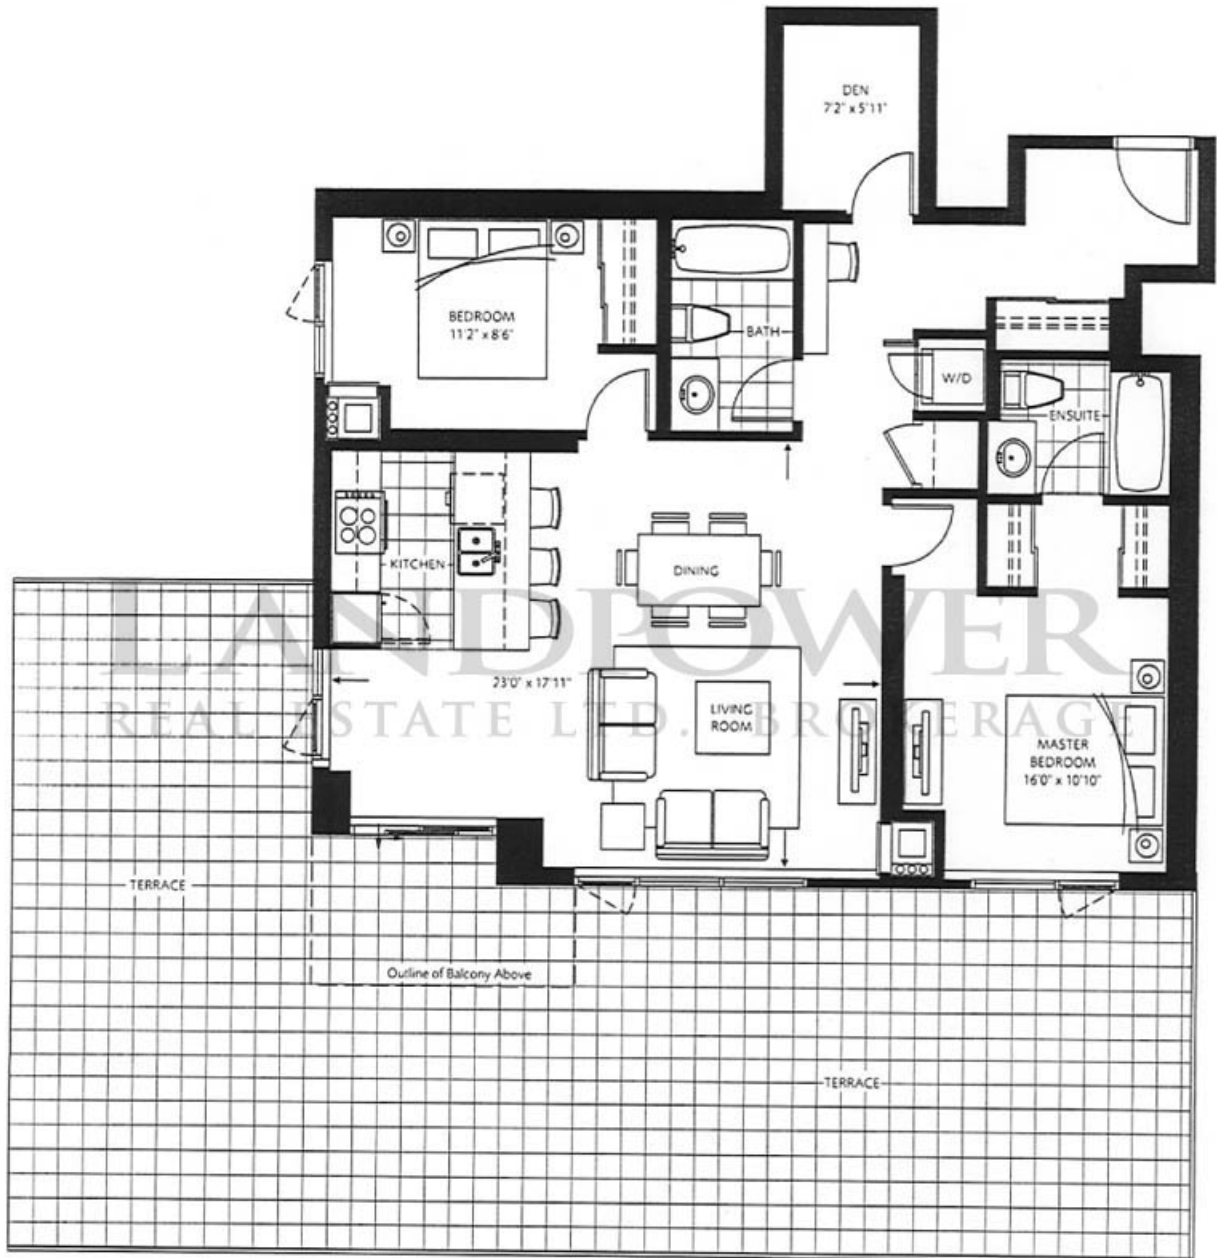 DEN
7'2" x 5'11"
BEDROOM
11'2" x 8'6"
BATH
W/D
ENSUITE
KITCHEN
DINING
LANDPOWER
23'0" x 17'11"
LIVING
ROOM
REAL ESTATE LTD. BROKERAGE
MASTER
BEDROOM
16'0" x 10'10"
TERRACE
Outline of Balcony Above
TERRACE